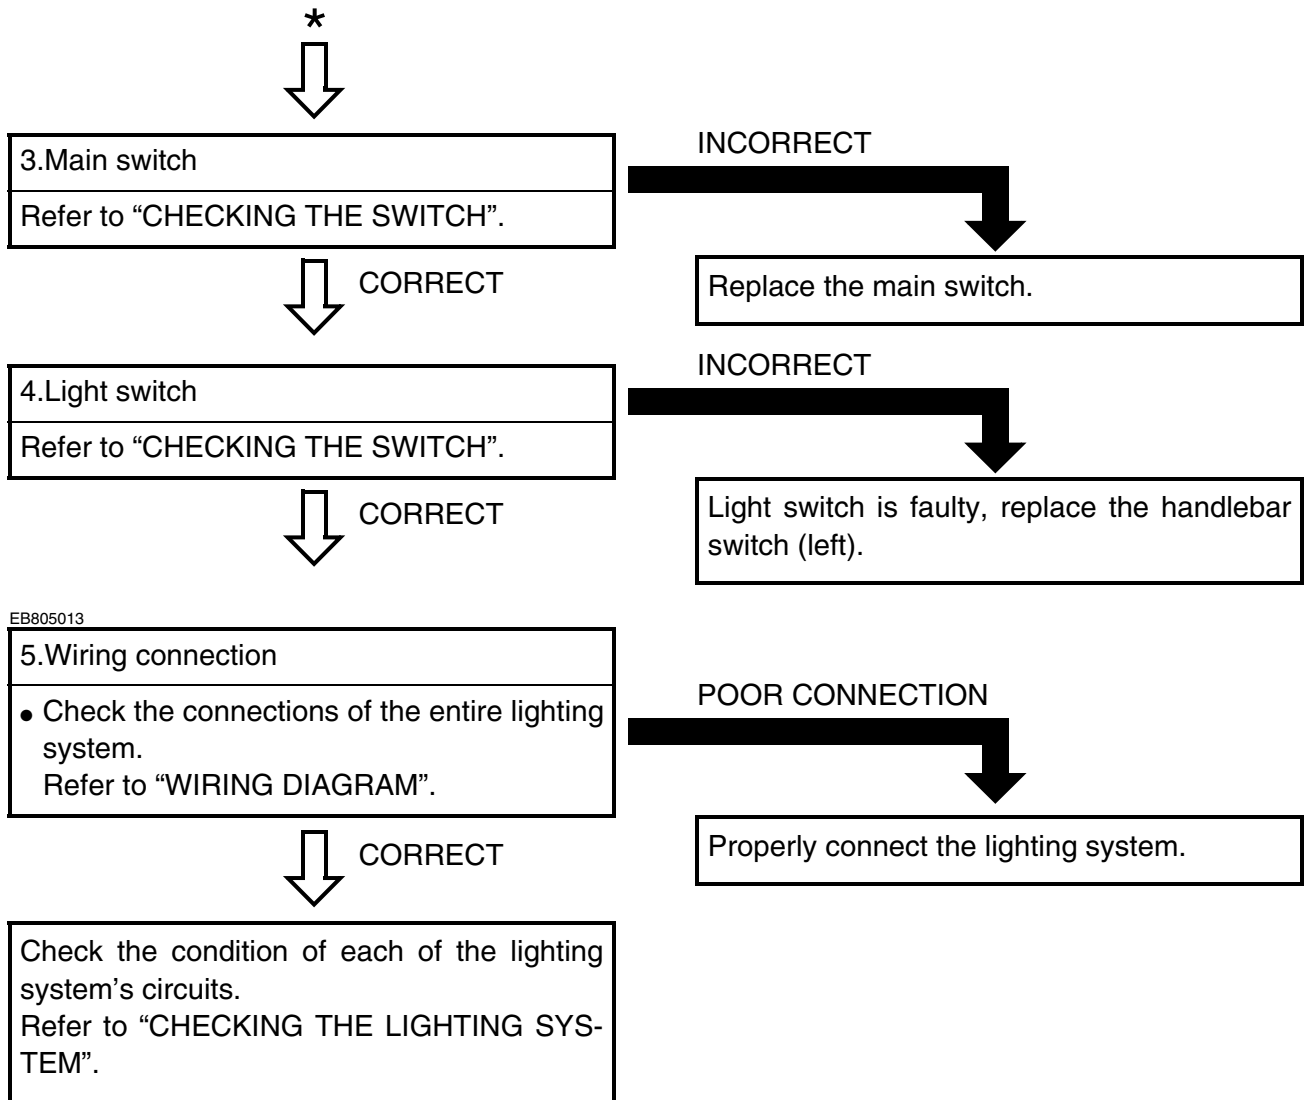 *
3.Main switch
Refer to “CHECKING THE SWITCH”.
INCORRECT
Replace the main switch.
CORRECT
4.Light switch
Refer to “CHECKING THE SWITCH”.
INCORRECT
Light switch is faulty, replace the handlebar
switch (left).
CORRECT
EB805013
5.Wiring connection
● Check the connections of the entire lighting
system.
Refer to “WIRING DIAGRAM”.
POOR CONNECTION
Properly connect the lighting system.
CORRECT
Check the condition of each of the lighting
system’s circuits.
Refer to “CHECKING THE LIGHTING SYS-
TEM”.